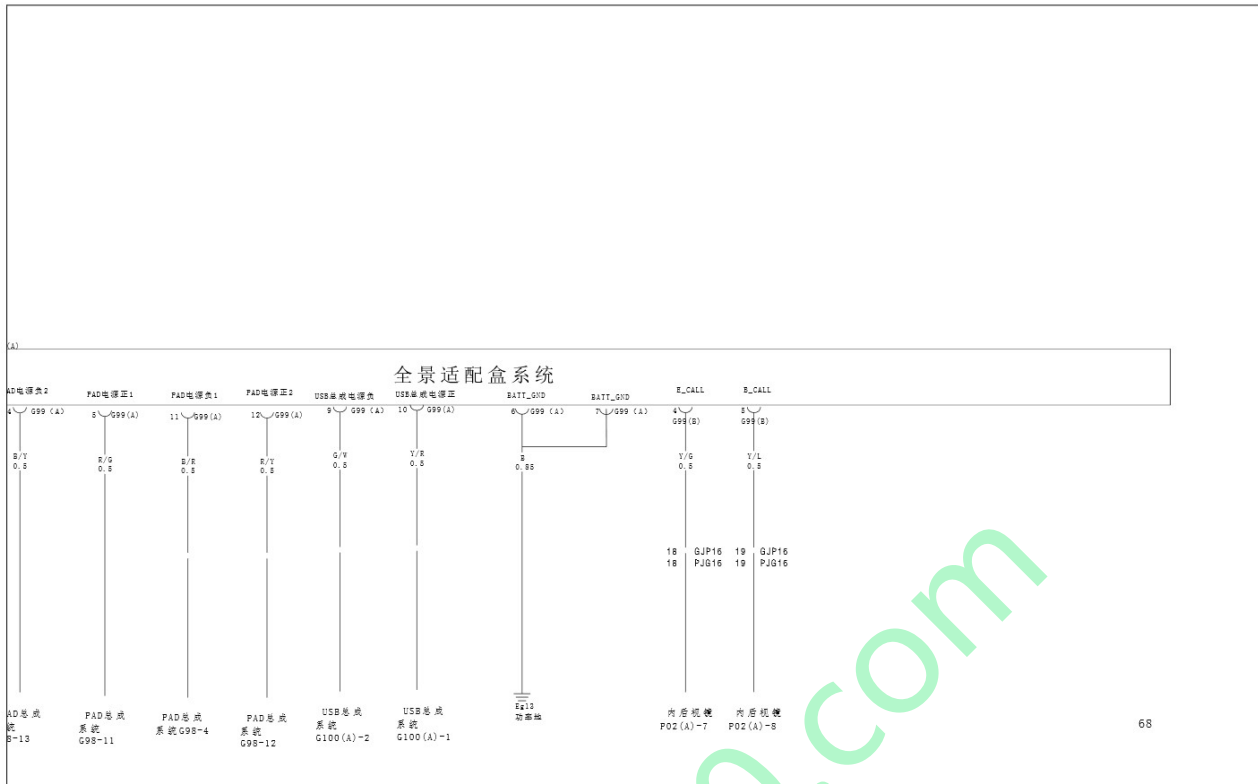 (A)
全景适配盒系统
AD电源负2
PAD电源正1
PAD电源负1
PAD电源正2
USB总成电源负
USB总成电源正
BATT_GND
BATT_GND
E_CALL
B_CALL
4 G99 (A)
5 G99(A)
11 G99(A)
12 G99(A)
9 G99 (A)
10 G99(A)
6 G99 (A)
7 G99 (A)
4
G99(B)
8
G99(B)
B/Y
0.5
R/G
0.5
B/R
0.5
R/Y
0.5
G/W
0.5
Y/R
0.5
B
0.85
Y/G
0.5
Y/L
0.5
18 GJP16
18 PJG16
19 GJP16
19 PJG16
AD总成
统
8-13
PAD总成
系统
G98-11
PAD总成
系统G98-4
PAD总成
系统
G98-12
USB总成
系统
G100(A)-2
USB总成
系统
G100(A)-1
Eg13
功率地
内后视镜
P02(A)-7
内后视镜
P02(A)-8
68
n.com